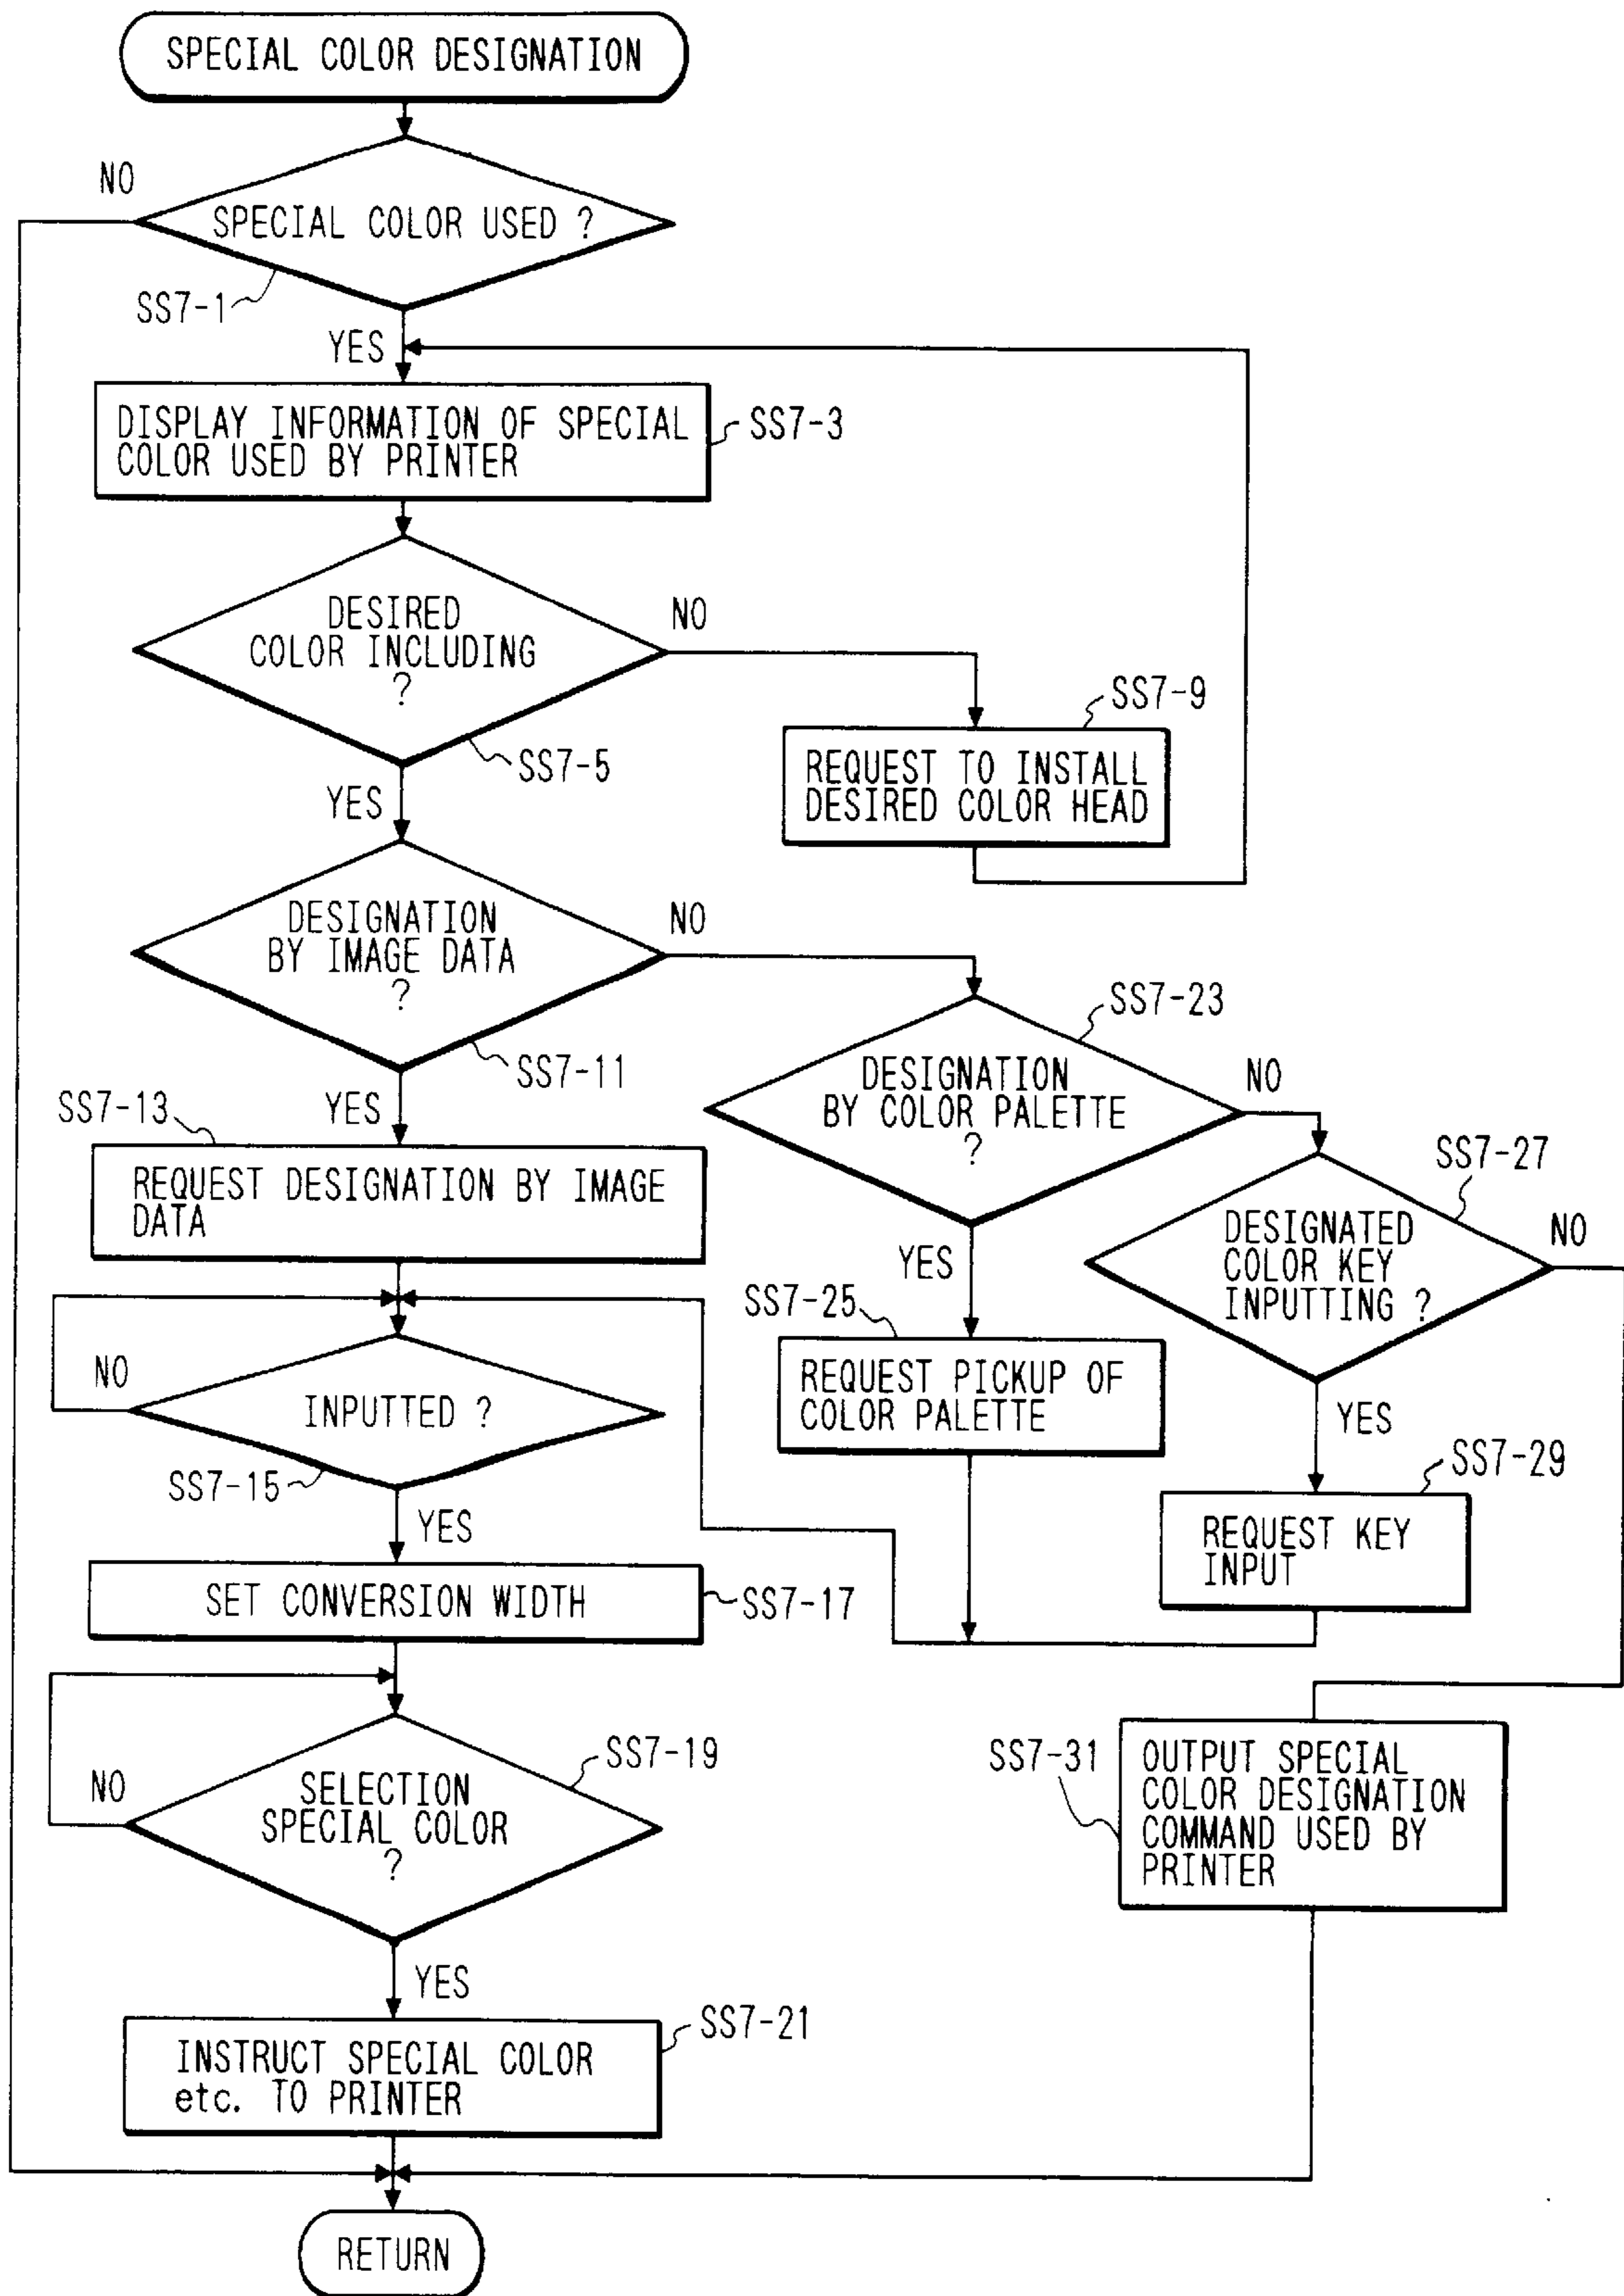 SPECIAL COLOR DESIGNATION
NO
SPECIAL COLOR USED ?
SS7-1
YES
DISPLAY INFORMATION OF SPECIAL
COLOR USED BY PRINTER
SS7-3
DESIRED
COLOR INCLUDING
?
NO
SS7-5
SS7-9
REQUEST TO INSTALL
DESIRED COLOR HEAD
YES
DESIGNATION
BY IMAGE DATA
?
NO
SS7-11
SS7-23
DESIGNATION
BY COLOR PALETTE
?
NO
YES
SS7-13
REQUEST DESIGNATION BY IMAGE
DATA
SS7-27
DESIGNATED
COLOR KEY
INPUTTING ?
NO
YES
SS7-25
REQUEST PICKUP OF
COLOR PALETTE
NO
INPUTTED ?
SS7-15
YES
YES
SS7-29
REQUEST KEY
INPUT
SET CONVERSION WIDTH
SS7-17
SS7-19
NO
SELECTION
SPECIAL COLOR
?
SS7-31
OUTPUT SPECIAL
COLOR DESIGNATION
COMMAND USED BY
PRINTER
YES
SS7-21
INSTRUCT SPECIAL COLOR
etc. TO PRINTER
RETURN